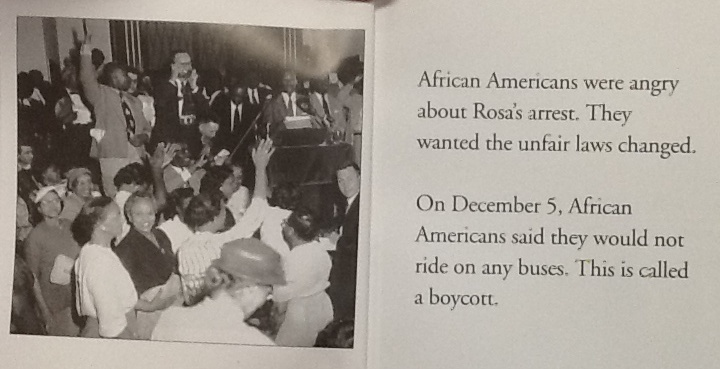 African Americans were angry
about Rosa's arrest. They
wanted the unfair laws changed.
On December 5, African
Americans said they would not
ride on any buses. This is called
a boycott.